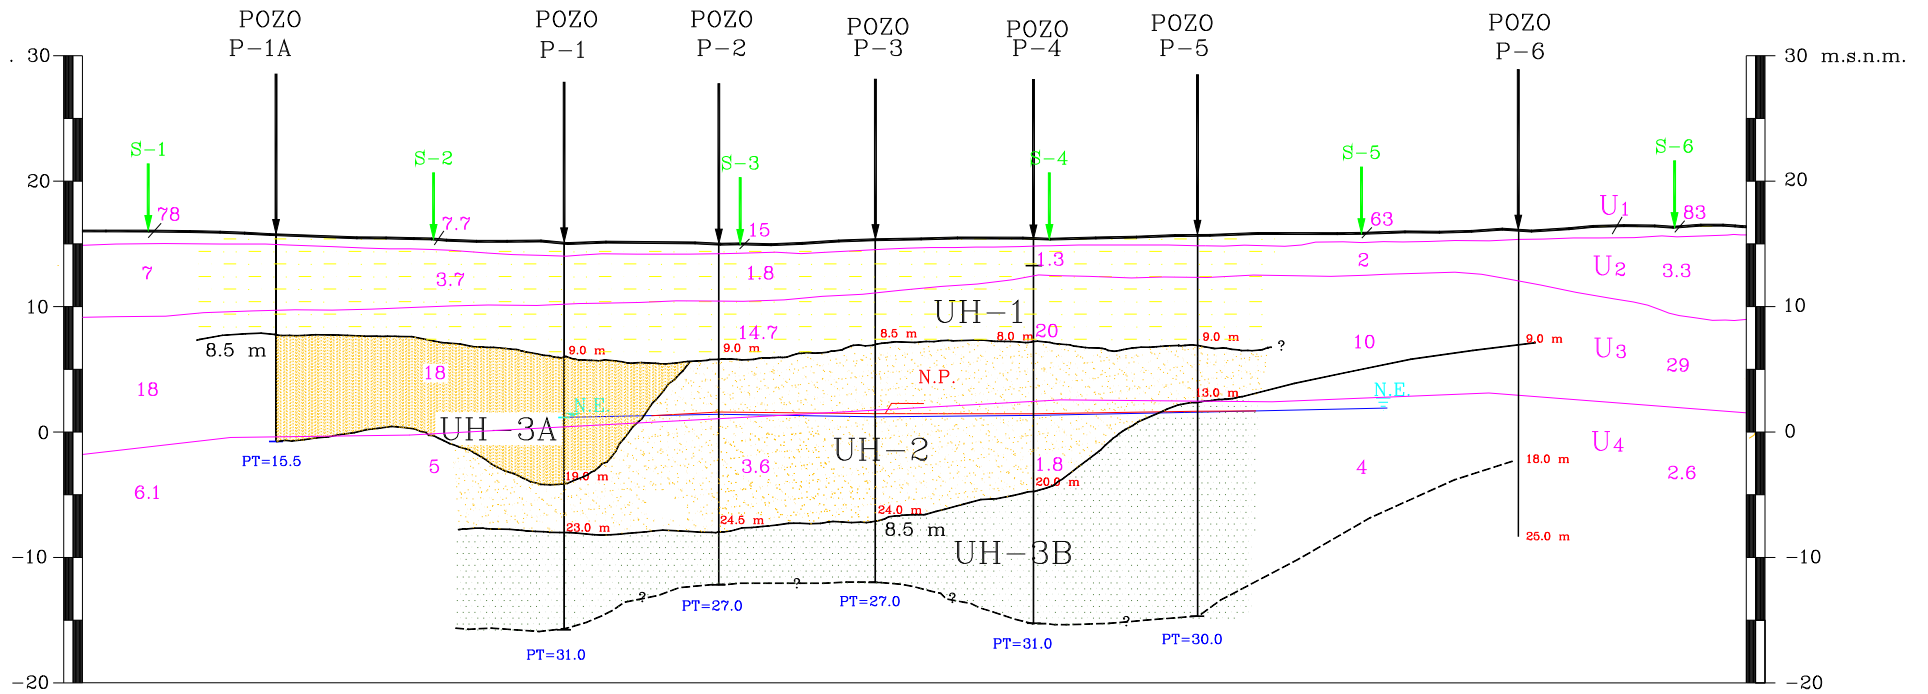 POZO
P-1A
POZO
P-1
POZO
P-2
POZO
P-3
POZO
P-4
POZO
P-5
POZO
P-6
. 30
30 m.s.n.m.
S-1
S-2
S-3
S-4
S-5
S-6
20
20
78
7.7
15
63
U1
83
7
3.7
1.8
1.3
2
U2
3.3
10
10
UH-1
14.7
20
8.5 m
9.0 m
9.0 m
8.5 m
8.0 m
9.0 m
?
10
9.0 m
U3
29
18
18
N.P.
13.0 m
N.E.
N.E.
0
0
UH-3A
UH-2
U4
PT=15.5
6.1
5
19.0 m
3.6
1.8
20.0 m
4
18.0 m
2.6
23.0 m
24.5 m
24.0 m
8.5 m
25.0 m
-10
-10
UH-3B
?
?
?
?
PT=27.0
PT=27.0
PT=31.0
PT=31.0
PT=30.0
-20
-20